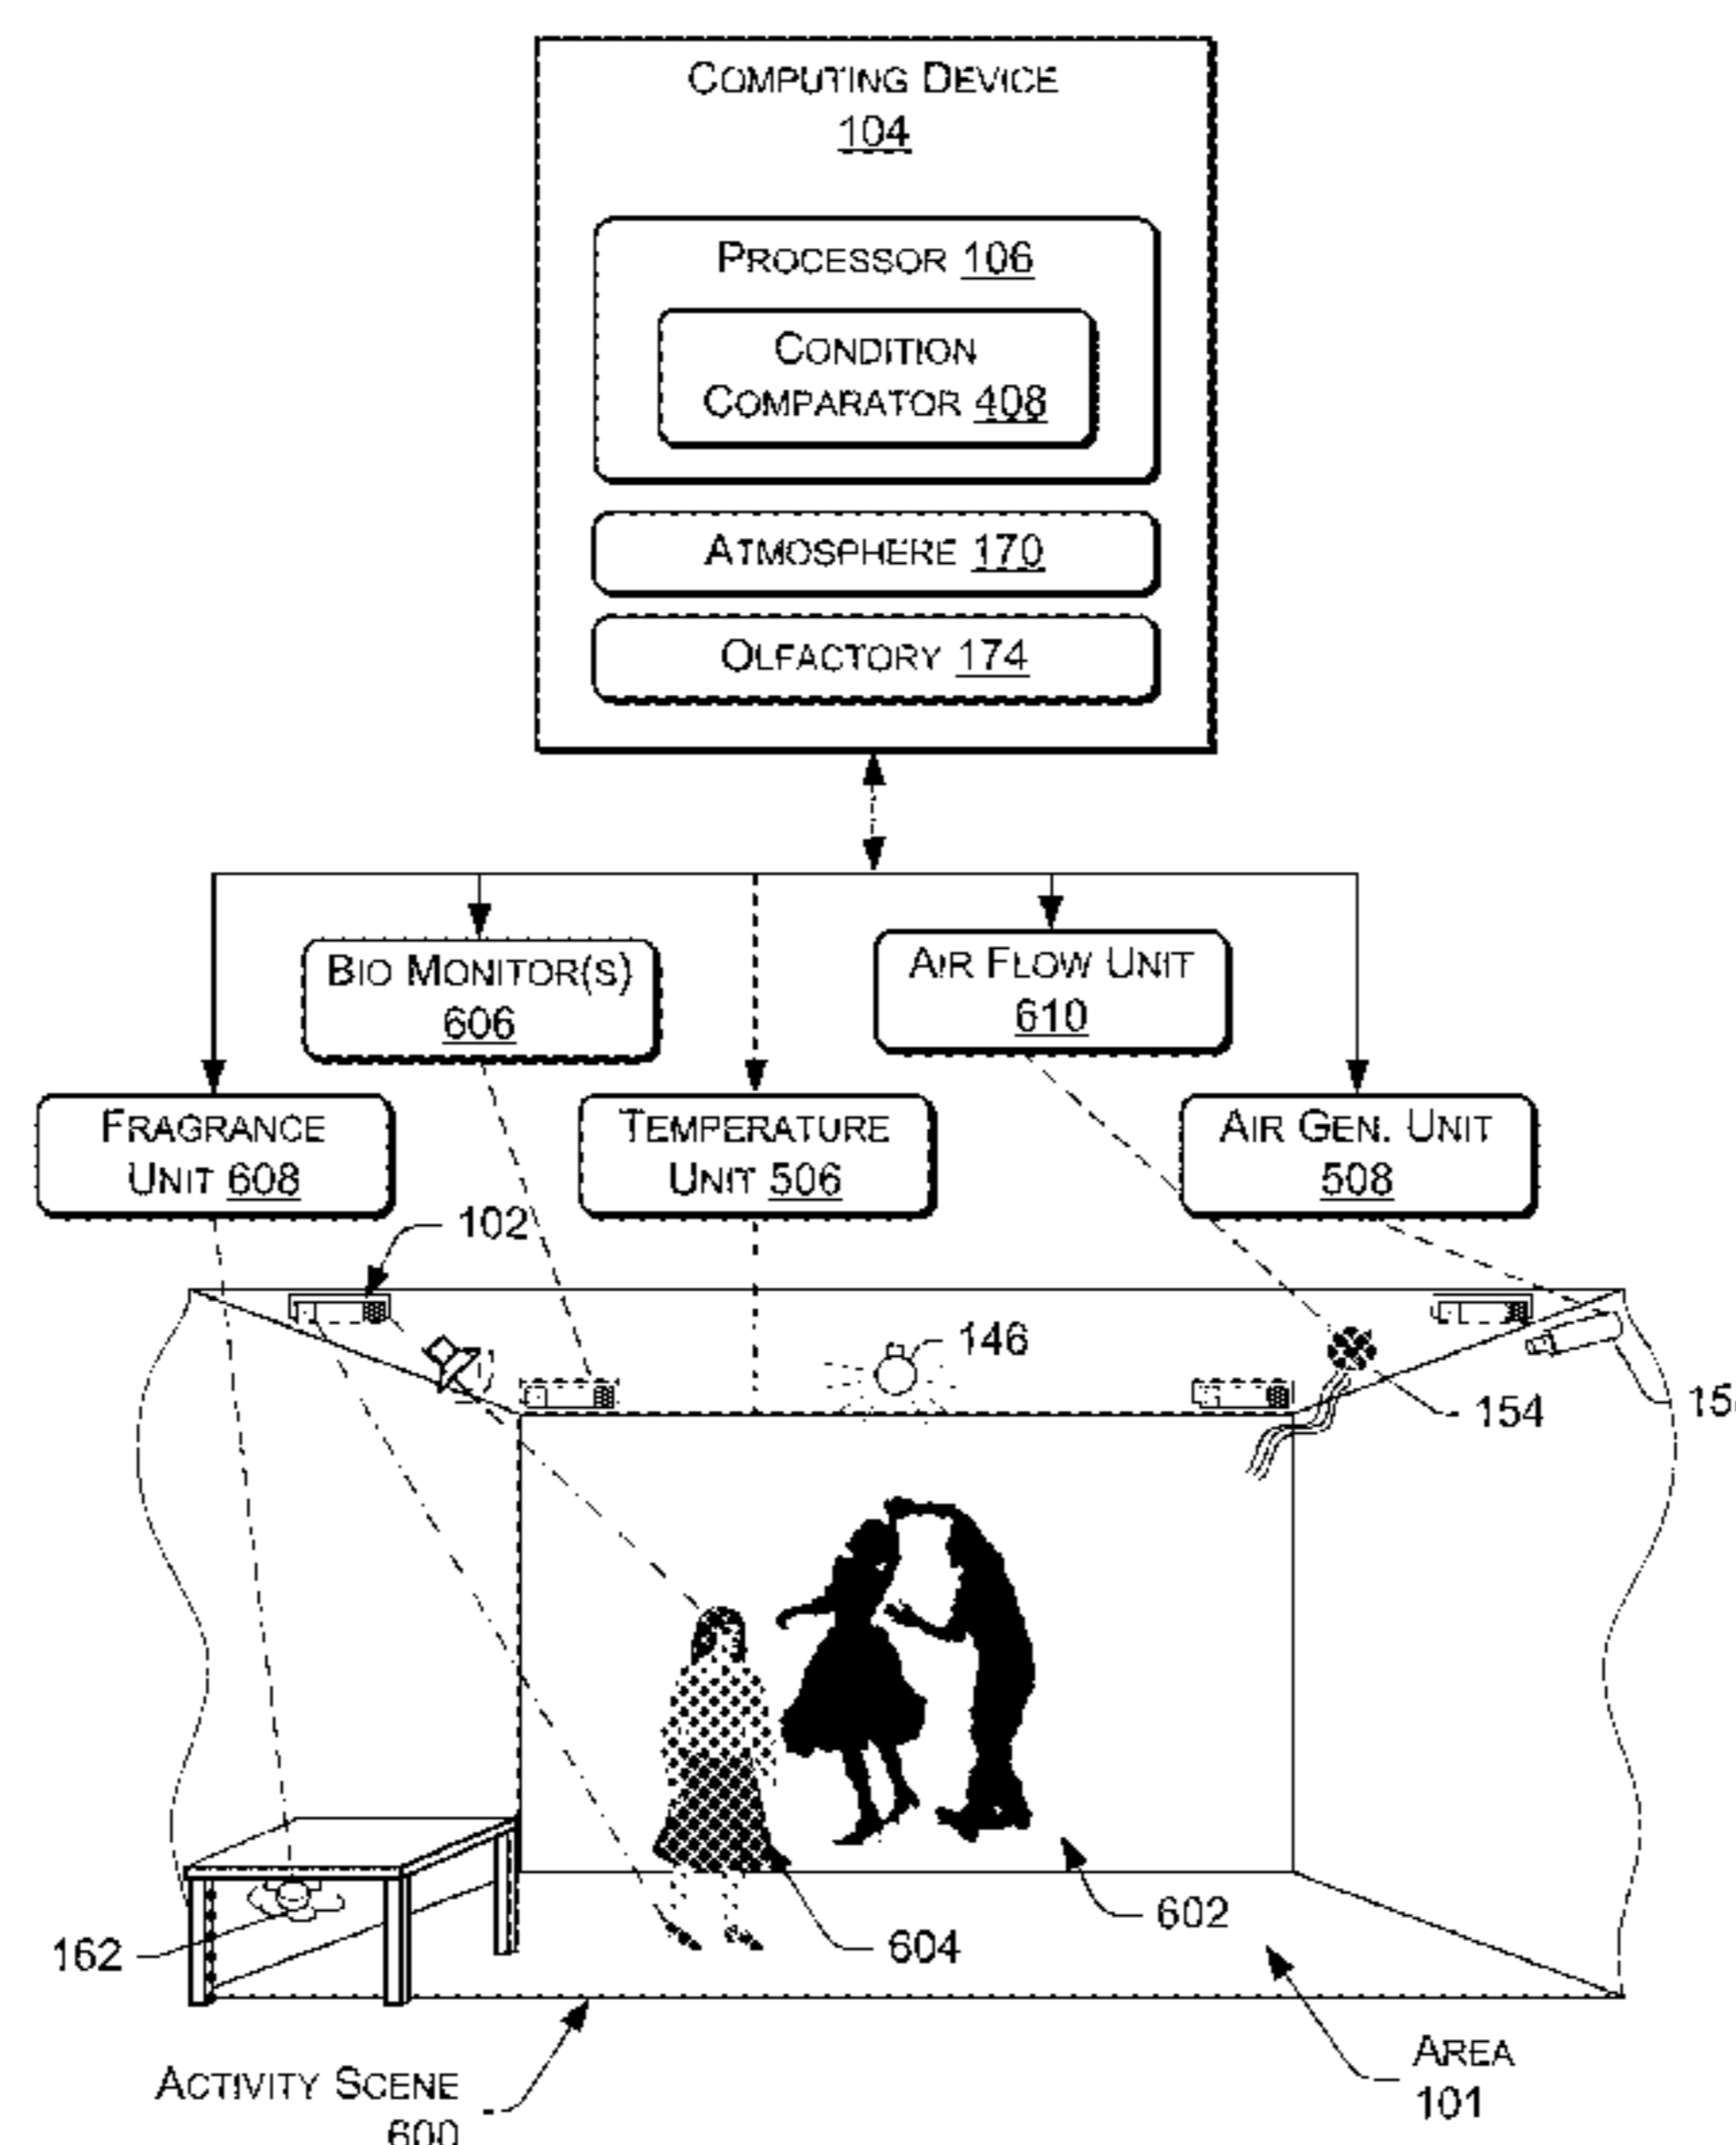 COMPUTING DEVICE
104
PROCESSOR 106
CONDITION
COMPARATOR 408
ATMOSPHERE 170
OLFACTORY 174
BIO MONITOR(S)
606
AIR FLOW UNIT
610
FRAGRANCE
UNIT 608
TEMPERATURE
UNIT 506
AIR GEN. UNIT
508
102
146
154
162
604
602
ACTIVITY SCENE
600
AREA
101